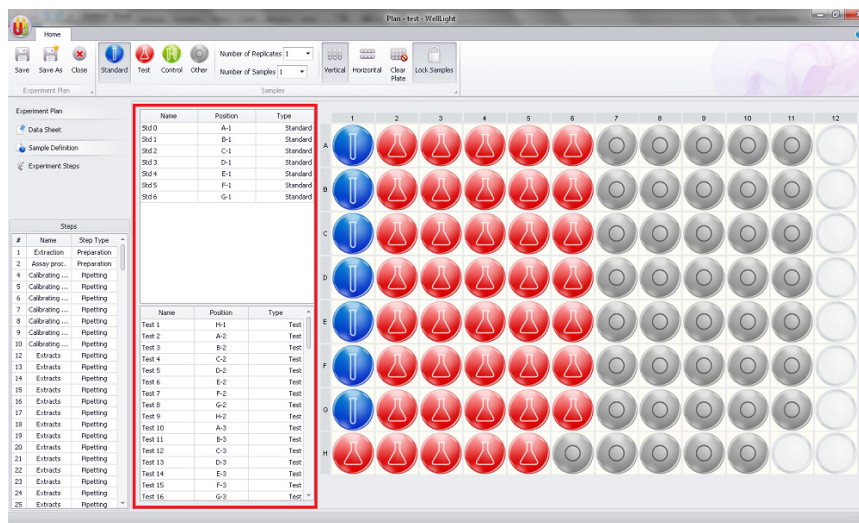 Plan - test - WellLight
Home
Save
Save As
Close
Standard
Test
Control
Other
Number of Replicates 1
Number of Samples 1
Vertical
Horizontal
Clear Plate
Lock Samples
Experiment Plan
Samples
Experiment Plan
Data Sheet
Sample Definition
Experiment Steps
Steps
# Name Step Type
1 Extraction Preparation
2 Assay proc. Preparation
4 Calibrating ... Pipetting
5 Calibrating ... Pipetting
6 Calibrating ... Pipetting
7 Calibrating ... Pipetting
8 Calibrating ... Pipetting
9 Calibrating ... Pipetting
10 Calibrating ... Pipetting
12 Extracts Pipetting
13 Extracts Pipetting
14 Extracts Pipetting
15 Extracts Pipetting
16 Extracts Pipetting
17 Extracts Pipetting
18 Extracts Pipetting
19 Extracts Pipetting
20 Extracts Pipetting
21 Extracts Pipetting
22 Extracts Pipetting
23 Extracts Pipetting
24 Extracts Pipetting
25 Extracts Pipetting
Name Position Type
Std 0 A-1 Standard
Std 1 B-1 Standard
Std 2 C-1 Standard
Std 3 D-1 Standard
Std 4 E-1 Standard
Std 5 F-1 Standard
Std 6 G-1 Standard
Name Position Type
Test 1 H-1 Test
Test 2 A-2 Test
Test 3 B-2 Test
Test 4 C-2 Test
Test 5 D-2 Test
Test 6 E-2 Test
Test 7 F-2 Test
Test 8 G-2 Test
Test 9 H-2 Test
Test 10 A-3 Test
Test 11 B-3 Test
Test 12 C-3 Test
Test 13 D-3 Test
Test 14 E-3 Test
Test 15 F-3 Test
Test 16 G-3 Test
1 2 3 4 5 6 7 8 9 10 11 12
A
B
C
D
E
F
G
H